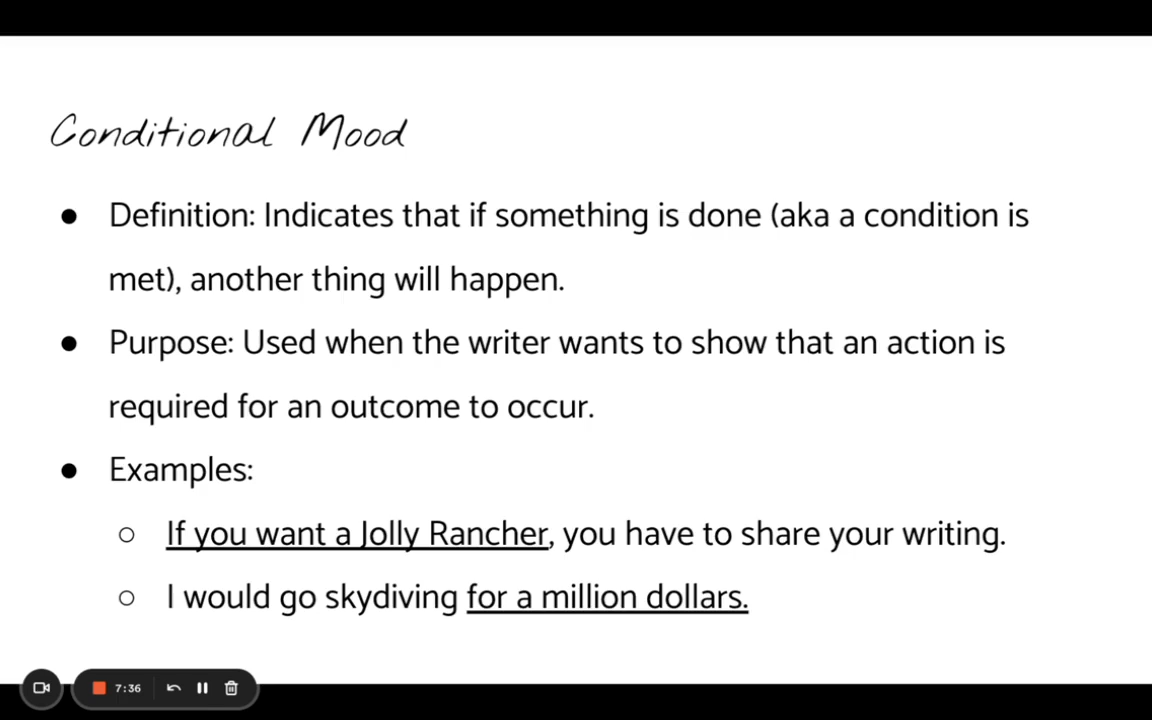 Conditional Mood
● Definition: Indicates that if something is done (aka a condition is
met), another thing will happen.
● Purpose: Used when the writer wants to show that an action is
required for an outcome to occur.
● Examples:
○ If you want a Jolly Rancher, you have to share your writing.
○ I would go skydiving for a million dollars.
7:36